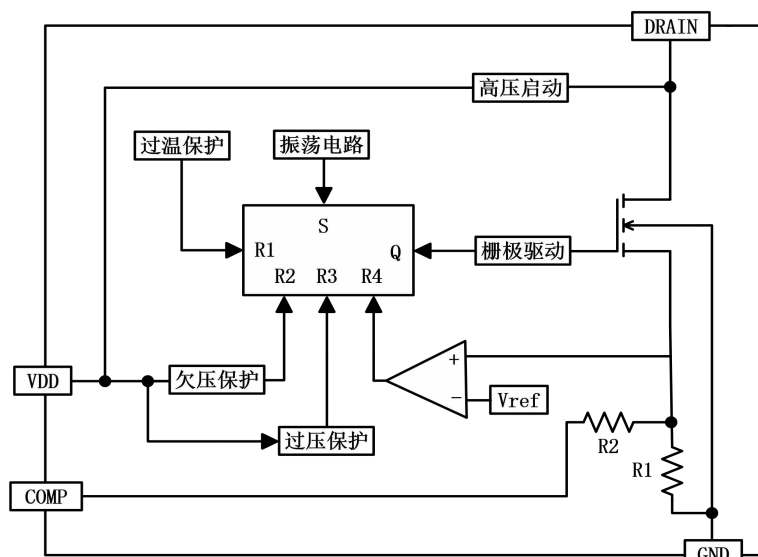 DRAIN
高压启动
过温保护
振荡电路
S
R1
Q
栅极驱动
R2
R3
R4
+
VDD
欠压保护
−
Vref
过压保护
R2
R1
COMP
GND